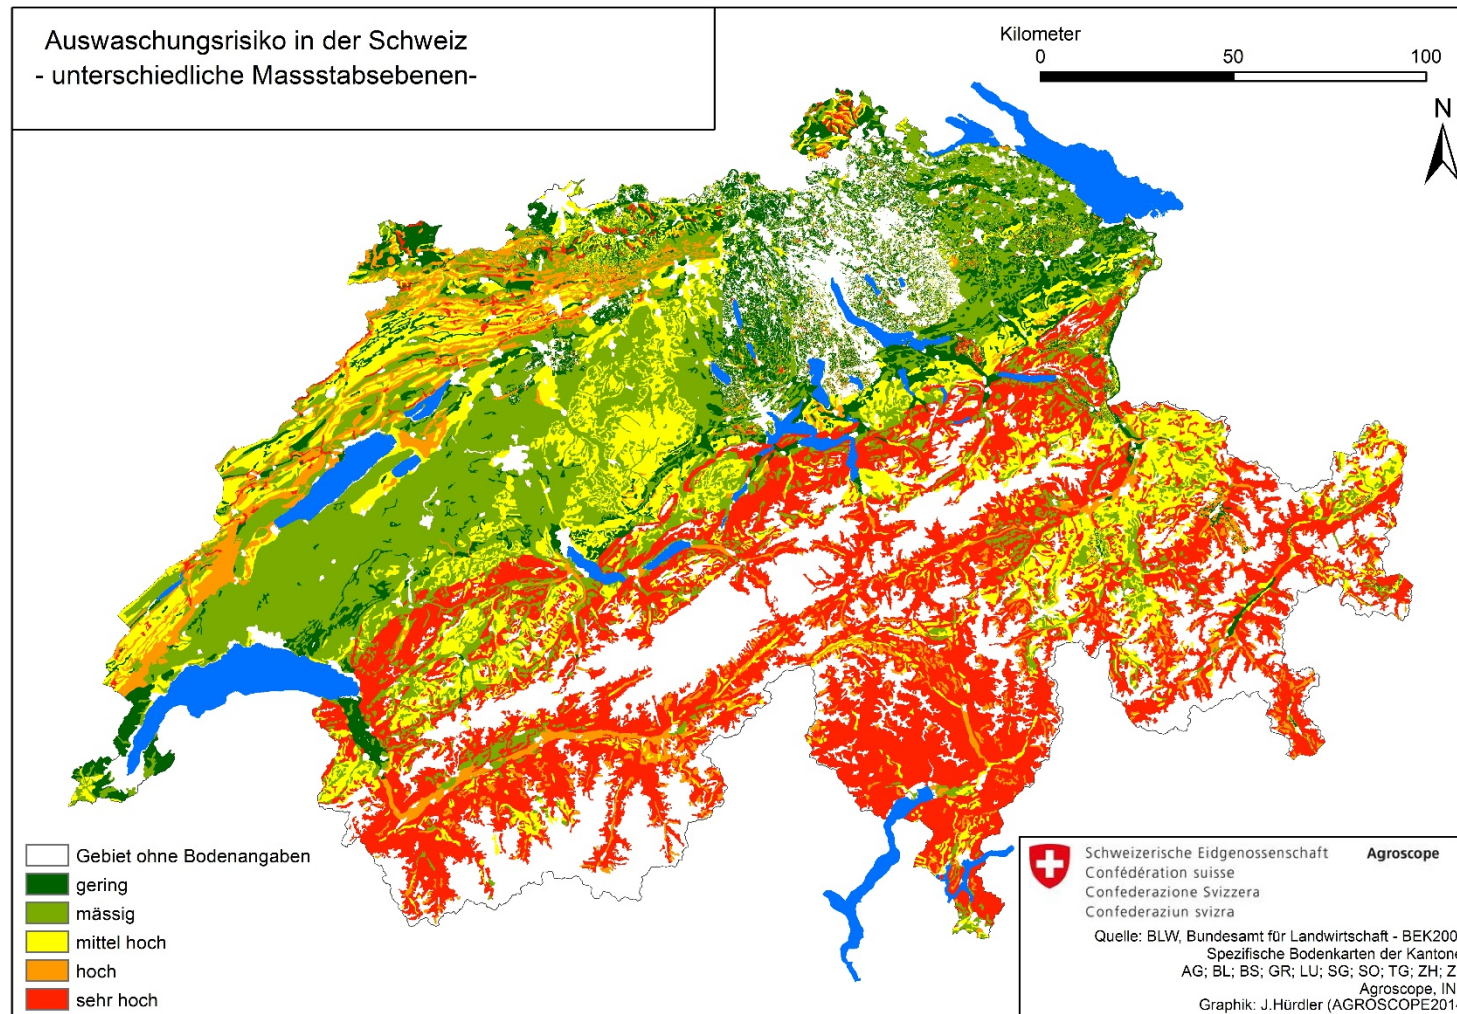 Auswaschungsrisiko in der Schweiz
- unterschiedliche Massstabsebenen-
Kilometer
0 50 100
N
Gebiet ohne Bodenangaben
gering
mässig
mittel hoch
hoch
sehr hoch
Schweizerische Eidgenossenschaft
Confédération suisse
Confederazione Svizzera
Confederaziun svizra
Agroscope
Quelle: BLW, Bundesamt für Landwirtschaft - BEK200
Spezifische Bodenkarten der Kantone
AG; BL; BS; GR; LU; SG; SO; TG; ZH; Z
Agroscope, IN
Graphik: J.Hürdler (AGROSCOPE2014